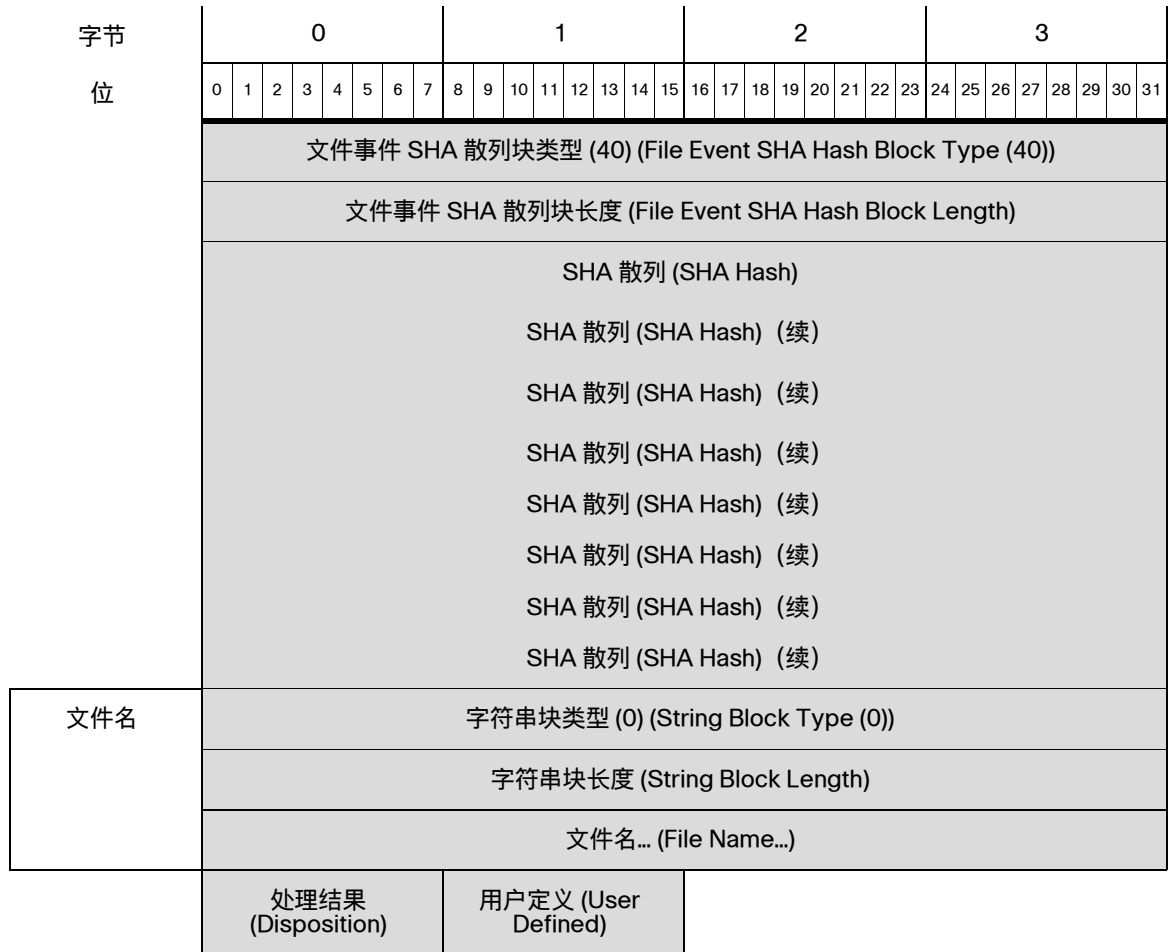 字节 0 1 2 3
位 0 1 2 3 4 5 6 7 8 9 10 11 12 13 14 15 16 17 18 19 20 21 22 23 24 25 26 27 28 29 30 31
文件事件 SHA 散列块类型 (40) (File Event SHA Hash Block Type (40))
文件事件 SHA 散列块长度 (File Event SHA Hash Block Length)
SHA 散列 (SHA Hash)
SHA 散列 (SHA Hash)（续）
SHA 散列 (SHA Hash)（续）
SHA 散列 (SHA Hash)（续）
SHA 散列 (SHA Hash)（续）
SHA 散列 (SHA Hash)（续）
SHA 散列 (SHA Hash)（续）
SHA 散列 (SHA Hash)（续）
文件名 字符串块类型 (0) (String Block Type (0))
字符串块长度 (String Block Length)
文件名... (File Name...)
处理结果
(Disposition)
用户定义 (User
Defined)